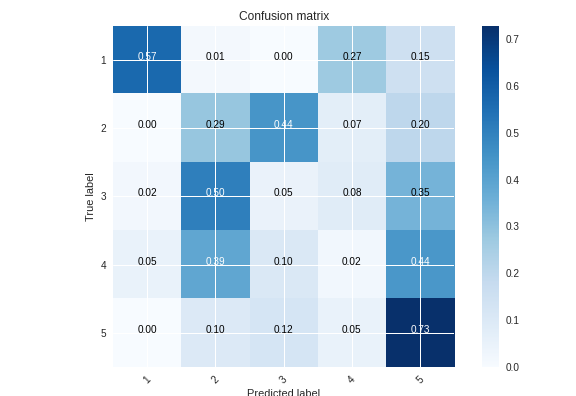 Confusion matrix
0.7
1 0.57 0.01 0.00 0.27 0.15
0.6
0.5
2 0.00 0.29 0.44 0.07 0.20
0.4
True label
3 0.02 0.50 0.05 0.08 0.35
0.3
4 0.05 0.39 0.10 0.02 0.44
0.2
5 0.00 0.10 0.12 0.05 0.73
0.1
0.0
1 2 3 4 5
Predicted label